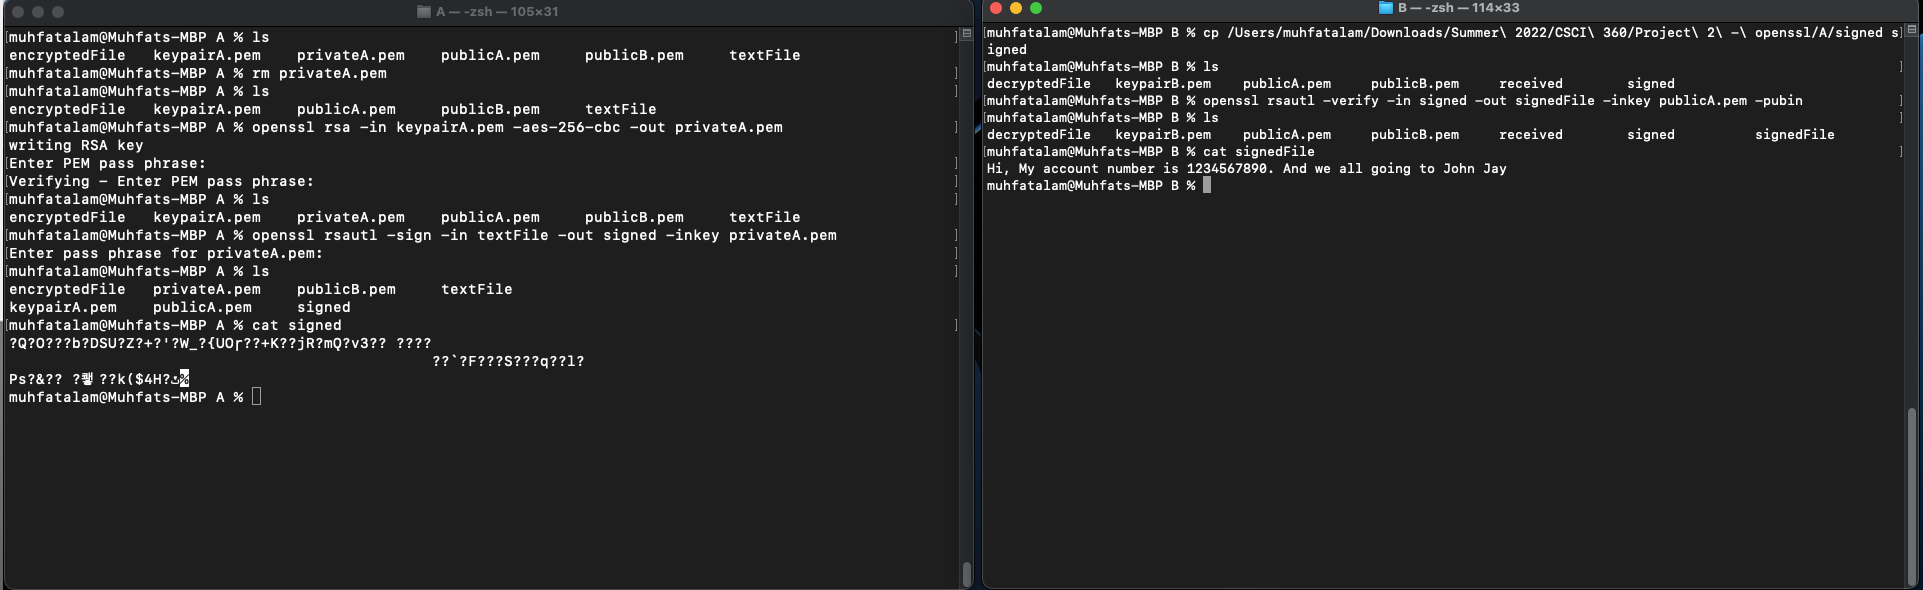 A — -zsh — 105×31
[muhfatalam@Muhfats-MBP A % ls ]
encryptedFile keypairA.pem privateA.pem publicA.pem publicB.pem textFile
[muhfatalam@Muhfats-MBP A % rm privateA.pem ]
[muhfatalam@Muhfats-MBP A % ls ]
encryptedFile keypairA.pem publicA.pem publicB.pem textFile
[muhfatalam@Muhfats-MBP A % openssl rsa -in keypairA.pem -aes-256-cbc -out privateA.pem ]
writing RSA key
[Enter PEM pass phrase: ]
[Verifying - Enter PEM pass phrase: ]
[muhfatalam@Muhfats-MBP A % ls ]
encryptedFile keypairA.pem privateA.pem publicA.pem publicB.pem textFile
[muhfatalam@Muhfats-MBP A % openssl rsautl -sign -in textFile -out signed -inkey privateA.pem ]
[Enter pass phrase for privateA.pem: ]
[muhfatalam@Muhfats-MBP A % ls ]
encryptedFile privateA.pem publicB.pem textFile
keypairA.pem publicA.pem signed
[muhfatalam@Muhfats-MBP A % cat signed ]
?Q?O???b?DSU?Z?+?'?W_?{UO??+K??jR?mQ?v3?? ????
??`?F???S???q??l?
Ps?&?? ? ??k($4H? %
muhfatalam@Muhfats-MBP A %
B — -zsh — 114×33
[muhfatalam@Muhfats-MBP B % cp /Users/muhfatalam/Downloads/Summer\ 2022/CSCI\ 360/Project\ 2\ -\ openssl/A/signed s]
igned
[muhfatalam@Muhfats-MBP B % ls ]
decryptedFile keypairB.pem publicA.pem publicB.pem received signed
[muhfatalam@Muhfats-MBP B % openssl rsautl -verify -in signed -out signedFile -inkey publicA.pem -pubin ]
[muhfatalam@Muhfats-MBP B % ls ]
decryptedFile keypairB.pem publicA.pem publicB.pem received signed signedFile
[muhfatalam@Muhfats-MBP B % cat signedFile ]
Hi, My account number is 1234567890. And we all going to John Jay
muhfatalam@Muhfats-MBP B %